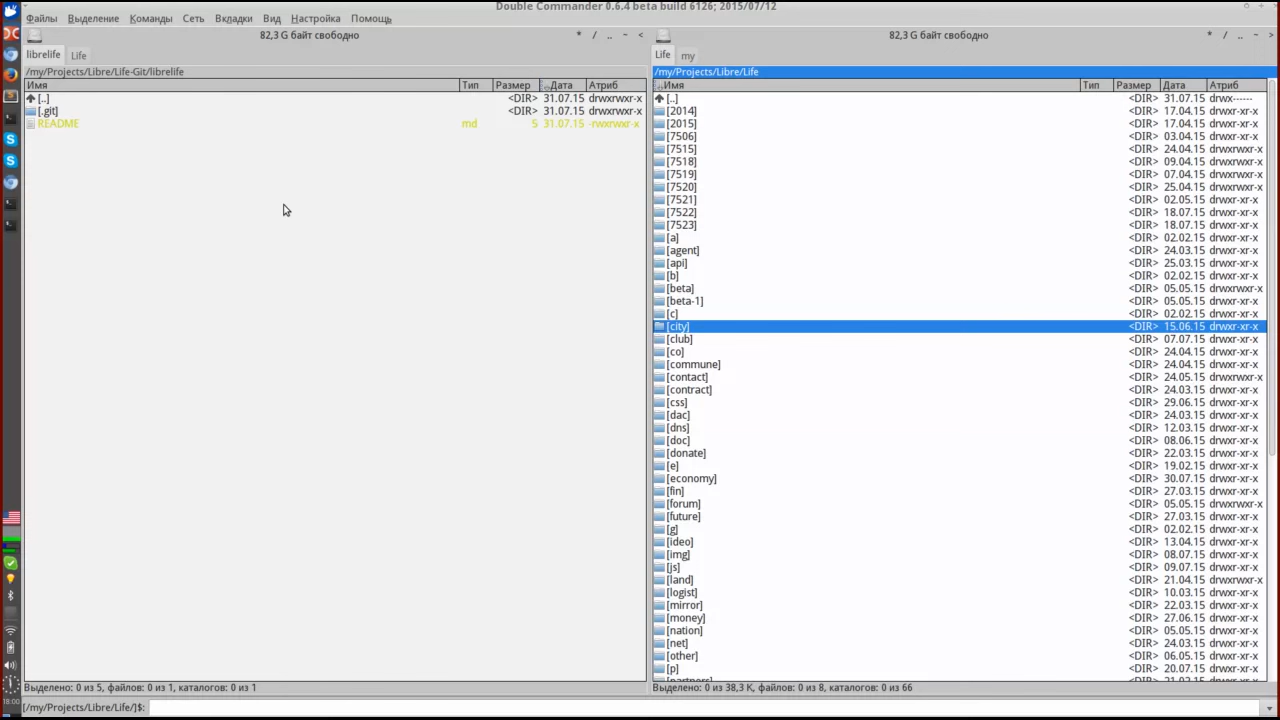 Double Commander 0.6.4 beta build 6126; 2015/07/12
Файлы Выделение Команды Сеть Вкладки Вид Настройка Помощь
82,3 G байт свободно * / .. ~ <
librelife Life
/my/Projects/Libre/Life-Git/librelife
Имя Тип Размер Дата Атриб
[..] <DIR> 31.07.15 drwxrwxr-x
[.git] <DIR> 31.07.15 drwxrwxr-x
README md 5 31.07.15 -rwxrwxr-x
Выделено: 0 из 5, файлов: 0 из 1, каталогов: 0 из 1
82,3 G байт свободно * / .. ~ >
Life my
/my/Projects/Libre/Life
Имя Тип Размер Дата Атриб
[..] <DIR> 31.07.15 drwx------
[2014] <DIR> 17.04.15 drwxr-xr-x
[2015] <DIR> 17.04.15 drwxr-xr-x
[7506] <DIR> 03.04.15 drwxr-xr-x
[7515] <DIR> 24.04.15 drwxrwxr-x
[7518] <DIR> 09.04.15 drwxr-xr-x
[7519] <DIR> 07.04.15 drwxr-xr-x
[7520] <DIR> 25.04.15 drwxrwxr-x
[7521] <DIR> 02.05.15 drwxr-xr-x
[7522] <DIR> 18.07.15 drwxr-xr-x
[7523] <DIR> 18.07.15 drwxr-xr-x
[a] <DIR> 02.02.15 drwxr-xr-x
[agent] <DIR> 24.03.15 drwxr-xr-x
[api] <DIR> 25.03.15 drwxr-xr-x
[b] <DIR> 02.02.15 drwxr-xr-x
[beta] <DIR> 05.05.15 drwxrwxr-x
[beta-1] <DIR> 05.05.15 drwxr-xr-x
[c] <DIR> 02.02.15 drwxr-xr-x
[city] <DIR> 15.06.15 drwxr-xr-x
[club] <DIR> 07.07.15 drwxr-xr-x
[co] <DIR> 24.04.15 drwxr-xr-x
[commune] <DIR> 24.04.15 drwxr-xr-x
[contact] <DIR> 24.05.15 drwxrwxr-x
[contract] <DIR> 24.03.15 drwxr-xr-x
[css] <DIR> 29.06.15 drwxr-xr-x
[dac] <DIR> 24.03.15 drwxr-xr-x
[dns] <DIR> 12.03.15 drwxr-xr-x
[doc] <DIR> 08.06.15 drwxr-xr-x
[donate] <DIR> 22.03.15 drwxr-xr-x
[e] <DIR> 19.02.15 drwxr-xr-x
[economy] <DIR> 30.07.15 drwxr-xr-x
[fin] <DIR> 27.03.15 drwxr-xr-x
[forum] <DIR> 05.05.15 drwxrwxr-x
[future] <DIR> 27.03.15 drwxr-xr-x
[g] <DIR> 02.02.15 drwxr-xr-x
[ideo] <DIR> 13.04.15 drwxr-xr-x
[img] <DIR> 08.07.15 drwxr-xr-x
[js] <DIR> 09.07.15 drwxr-xr-x
[land] <DIR> 21.04.15 drwxrwxr-x
[logist] <DIR> 10.03.15 drwxr-xr-x
[mirror] <DIR> 22.03.15 drwxr-xr-x
[money] <DIR> 27.06.15 drwxr-xr-x
[nation] <DIR> 05.05.15 drwxr-xr-x
[net] <DIR> 24.03.15 drwxr-xr-x
[other] <DIR> 06.05.15 drwxr-xr-x
[p] <DIR> 20.07.15 drwxr-xr-x
Выделено: 0 из 38,3 K, файлов: 0 из 8, каталогов: 0 из 66
18:00
[/my/Projects/Libre/Life/]$: